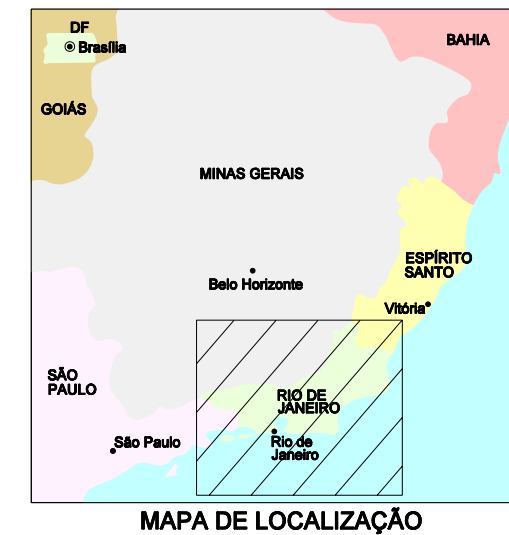 DF
Brasília
BAHIA
GOIÁS
MINAS GERAIS
ESPÍRITO
SANTO
Belo Horizonte
Vitória
SÃO
PAULO
RIO DE
JANEIRO
São Paulo
Rio de
Janeiro
MAPA DE LOCALIZAÇÃO